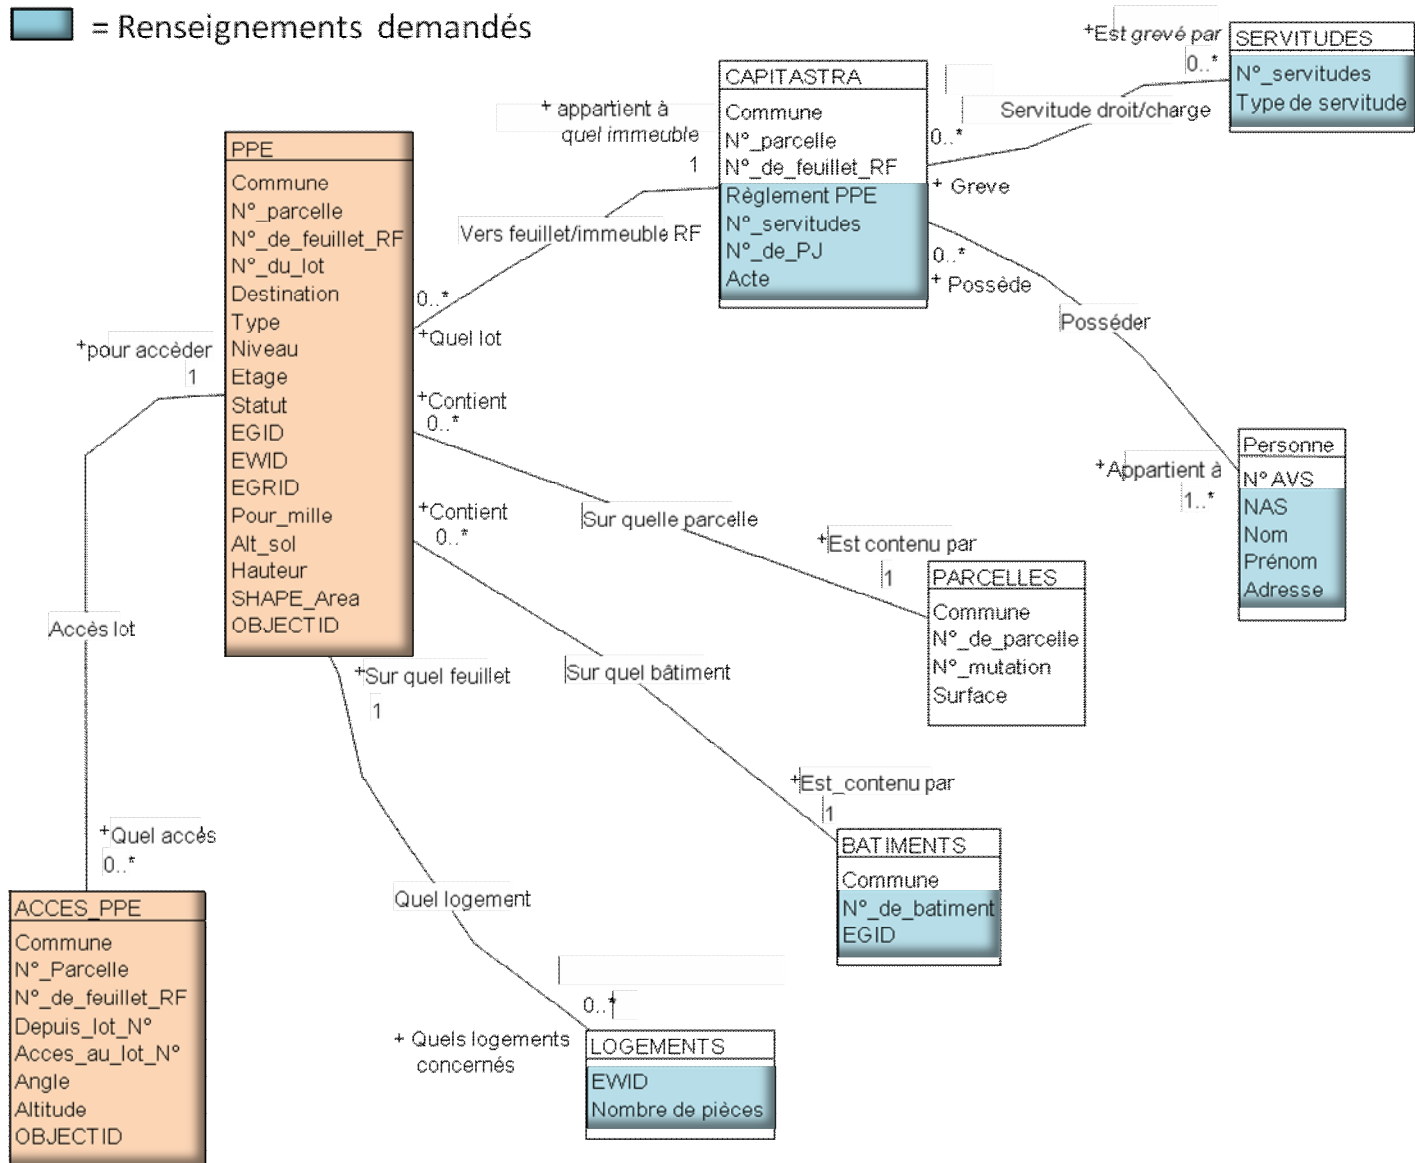 = Renseignements demandés
+Est grevé par
0..*
SERVITUDES
N°_servitudes
Type de servitude
Servitude droit/charge
CAPITASTRA
Commune
N°_parcelle
N°_de_feuillet_RF
Règlement PPE
N°_servitudes
N°_de_PJ
Acte
0..*
+ Greve
0..*
+ Possède
Posséder
+ appartient à
quel immeuble
1
Vers feuillet/immeuble RF
0..*
+Quel lot
PPE
Commune
N°_parcelle
N°_de_feuillet_RF
N°_du_lot
Destination
Type
Niveau
Etage
Statut
EGID
EWID
EGRID
Pour_mille
Alt_sol
Hauteur
SHAPE_Area
OBJECTID
+pour accèder
1
Accès lot
+Quel accès
0..*
+Contient
0..*
Sur quelle parcelle
+Est contenu par
1
PARCELLES
Commune
N°_de_parcelle
N°_mutation
Surface
+Appartient à
1..*
Personne
N° AVS
NAS
Nom
Prénom
Adresse
+Contient
0..*
Sur quel bâtiment
+Est_contenu par
1
BATIMENTS
Commune
N°_de_batiment
EGID
+Sur quel feuillet
1
Quel logement
0..*
+ Quels logements
concernés
LOGEMENTS
EWID
Nombre de pièces
ACCES_PPE
Commune
N°_Parcelle
N°_de_feuillet_RF
Depuis_lot_N°
Acces_au_lot_N°
Angle
Altitude
OBJECTID